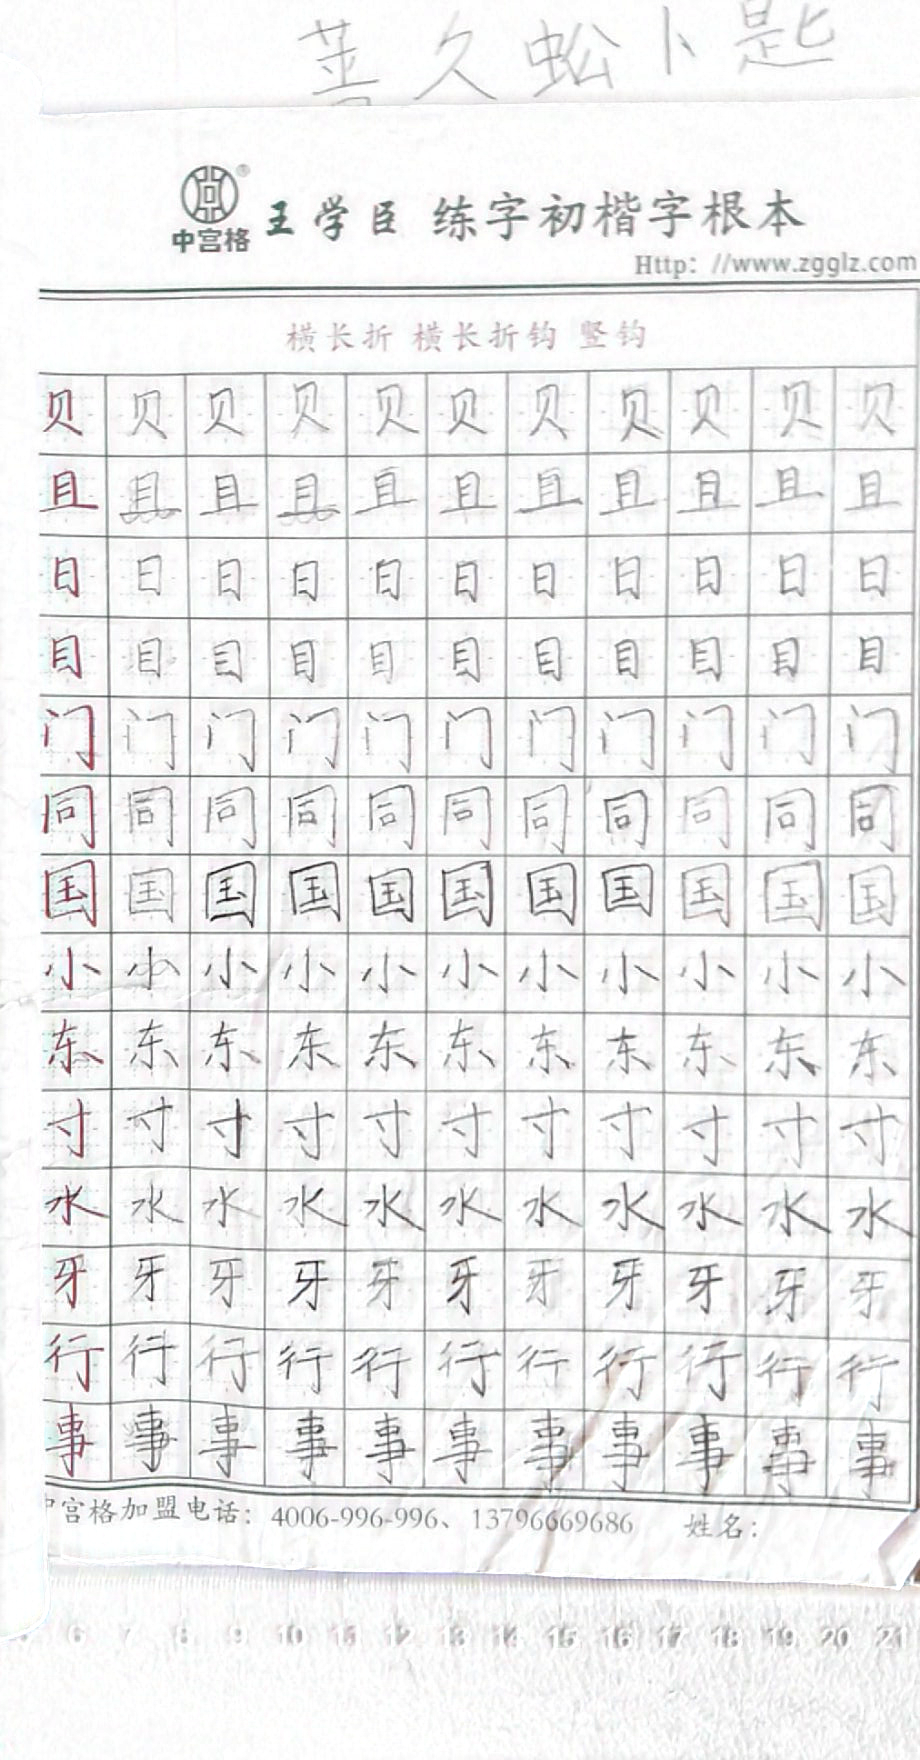 久蚣卜匙
中宫格 ® 王学臣 练字初楷字根本
Http: //www.zgglz.com
横长折 横长折钩 竖钩
贝贝贝贝贝贝贝贝贝贝贝
且且且且且且且且且且且
日日日日日日日日日日日
目目目目目目目目目目目
门门门门门门门门门门门
同同同同同同同同同同同
国国国国国国国国国国国
小小小小小小小小小小小
东东东东东东东东东东东
寸寸寸寸寸寸寸寸寸寸寸
水水水水水水水水水水水
牙牙牙牙牙牙牙牙牙牙牙
行行行行行行行行行行行
事事事事事事事事事事事
中宫格加盟电话：4006-996-996、13796669686 姓名：
6 7 8 9 10 11 12 13 14 15 16 17 18 19 20 21